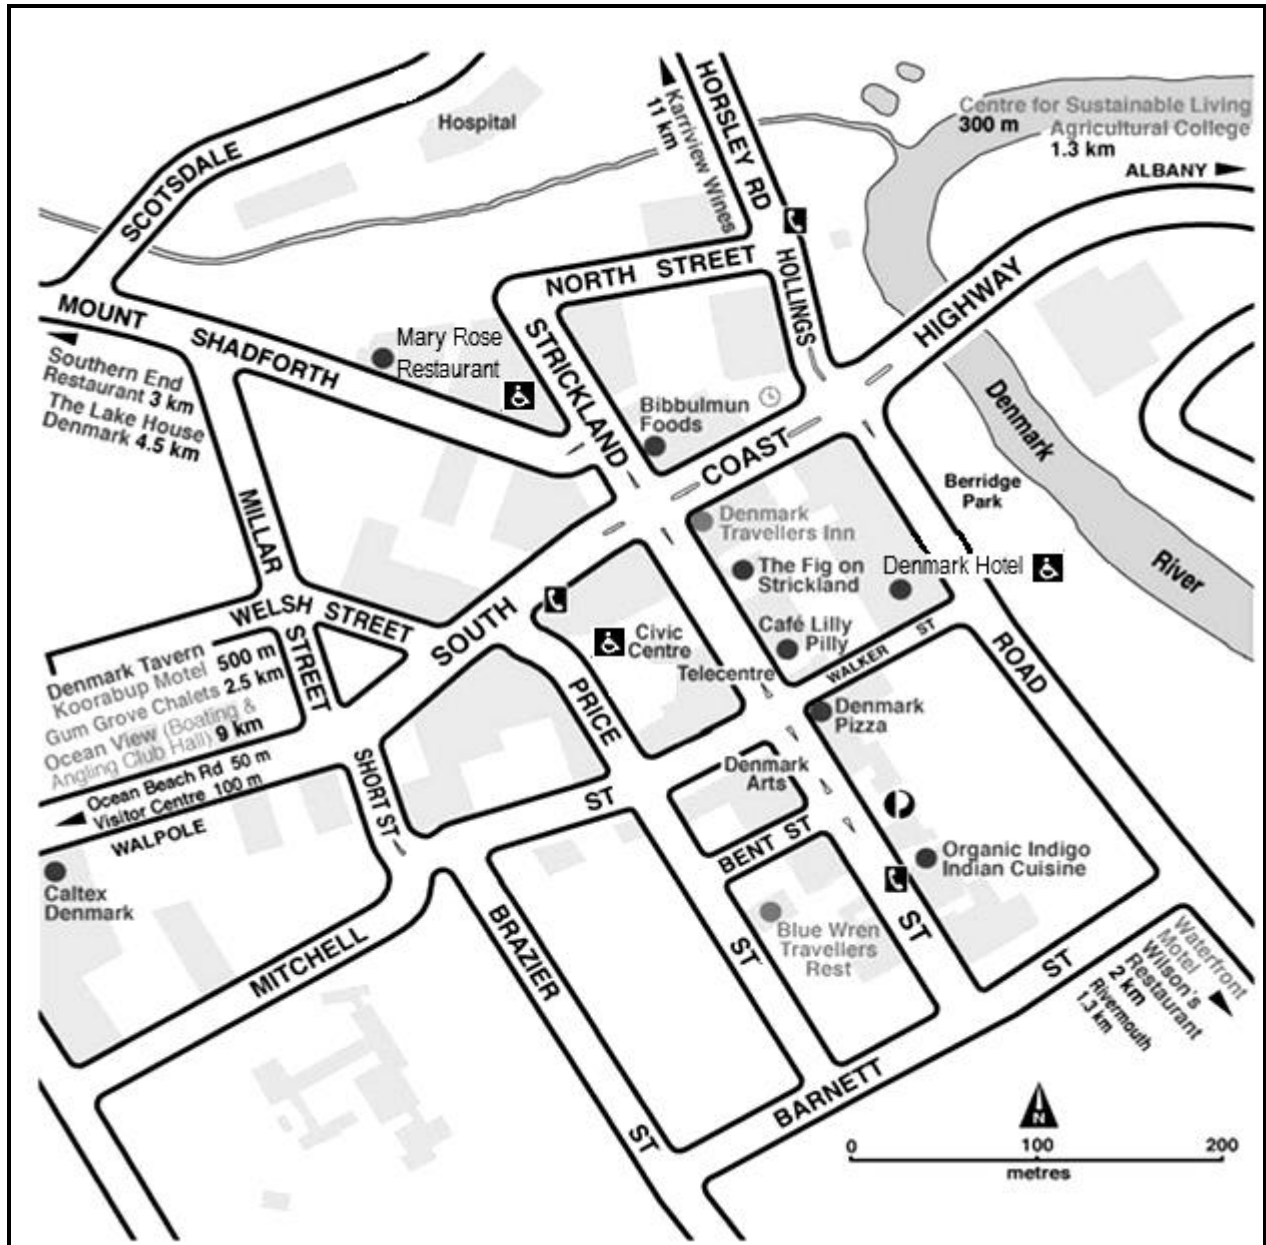 Hospital
SCOTSDALE
HORSLEY RD
Karriview Wines
11 km
Centre for Sustainable Living
300 m
Agricultural College
1.3 km
ALBANY
NORTH STREET
HOLLINGS
HIGHWAY
MOUNT SHADFORTH
Southern End
Restaurant 3 km
The Lake House
Denmark 4.5 km
Mary Rose
Restaurant
STRICKLAND
Bibbulmun
Foods
COAST
Denmark
River
Berridge
Park
MILLAR
Denmark
Travellers Inn
The Fig on
Strickland
Denmark Hotel
WELSH STREET
SOUTH
Civic
Centre
Café Lilly
Pilly
WALKER ST
Telecentre
ROAD
STREET
Denmark Tavern
Koorabup Motel 500 m
Gum Grove Chalets 2.5 km
Ocean View (Boating &
Angling Club Hall) 9 km
PRICE
Denmark
Pizza
Ocean Beach Rd 50 m
Visitor Centre 100 m
WALPOLE
SHORT ST
ST
Denmark
Arts
BENT ST
Organic Indigo
Indian Cuisine
Caltex
Denmark
MITCHELL
BRAZIER
ST
Blue Wren
Travellers
Rest
ST
ST
Waterfront
Motel
Wilson's
Restaurant
2 km
Rivermouth
1.3 km
BARNETT
ST
N
0 100 200
metres